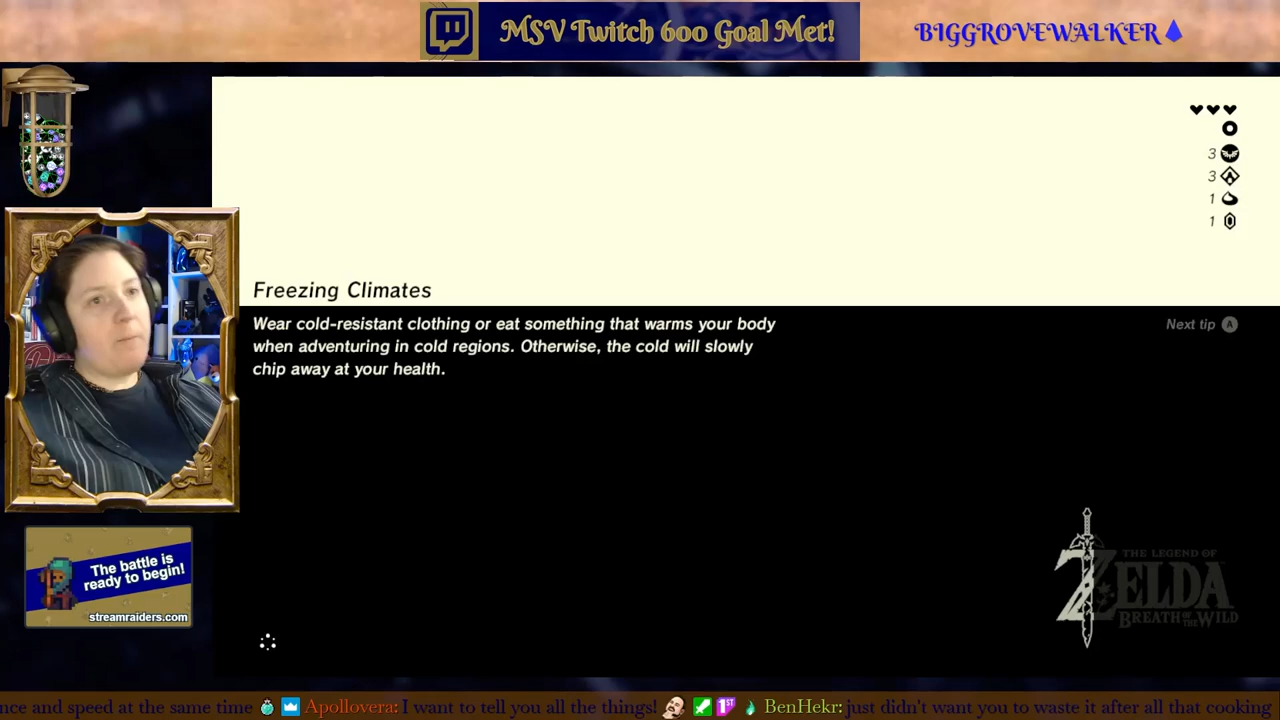 MSV Twitch 600 Goal Met!
BIGGROVEWALKER
3
3
1
1
Freezing Climates
Wear cold-resistant clothing or eat something that warms your body
when adventuring in cold regions. Otherwise, the cold will slowly
chip away at your health.
Next tip A
The battle is
ready to begin!
streamraiders.com
THE LEGEND OF
ZELDA
BREATH OF THE WILD
nce and speed at the same time Apollovera: I want to tell you all the things! 1ST BenHekr: just didn't want you to waste it after all that cooking